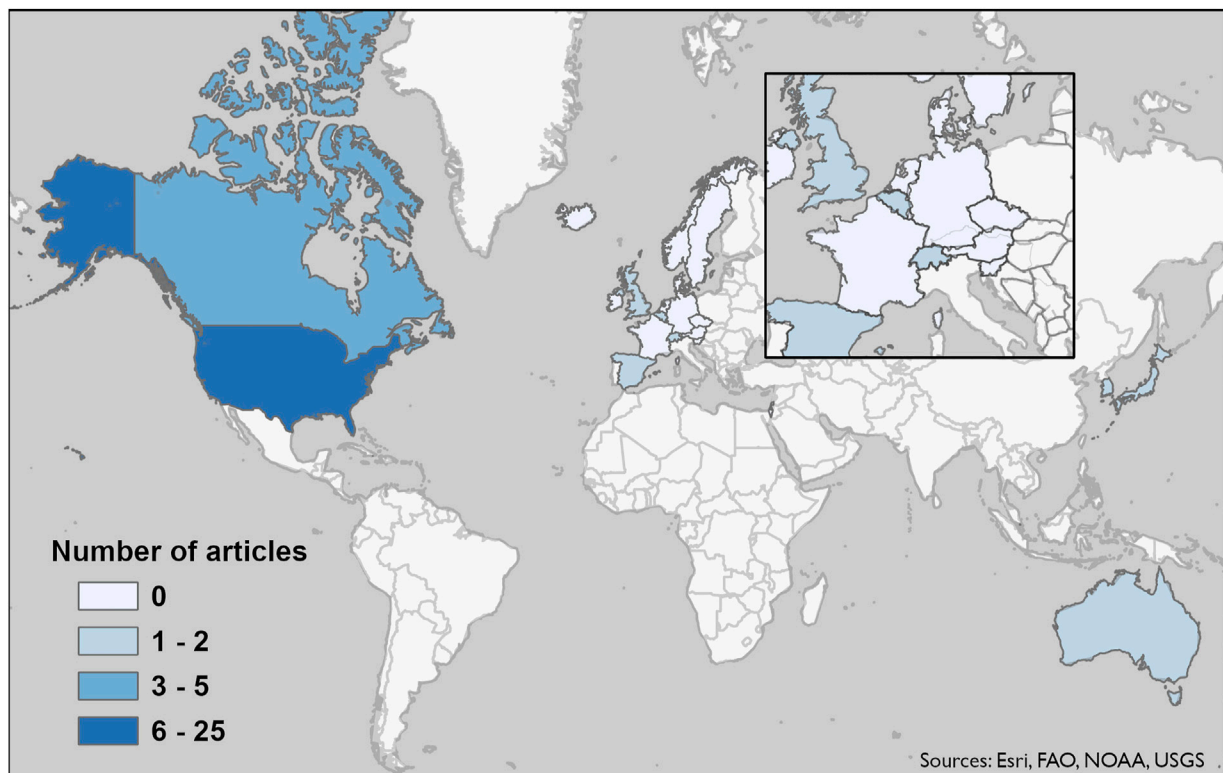 Number of articles
0
1 - 2
3 - 5
6 - 25
Sources: Esri, FAO, NOAA, USGS